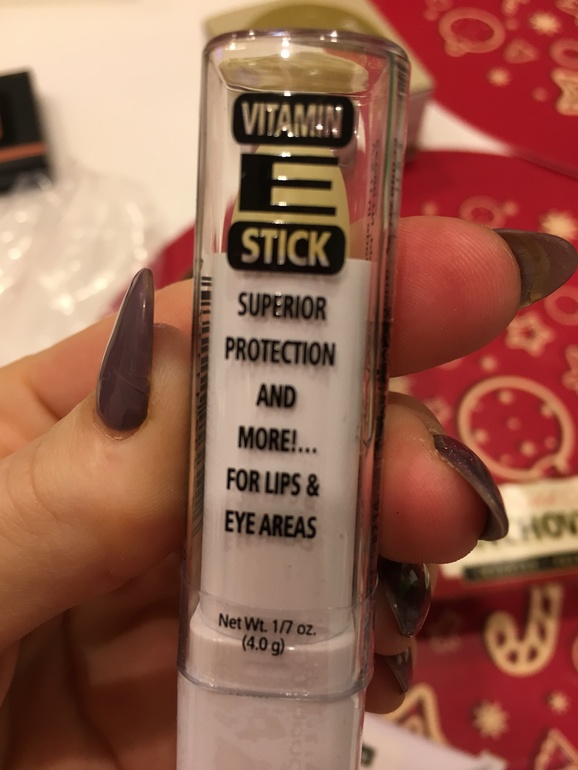 VITAMIN
E
STICK
SUPERIOR
PROTECTION
AND
MORE!...
FOR LIPS &
EYE AREAS
Net Wt. 1/7 oz.
(4.0 g)